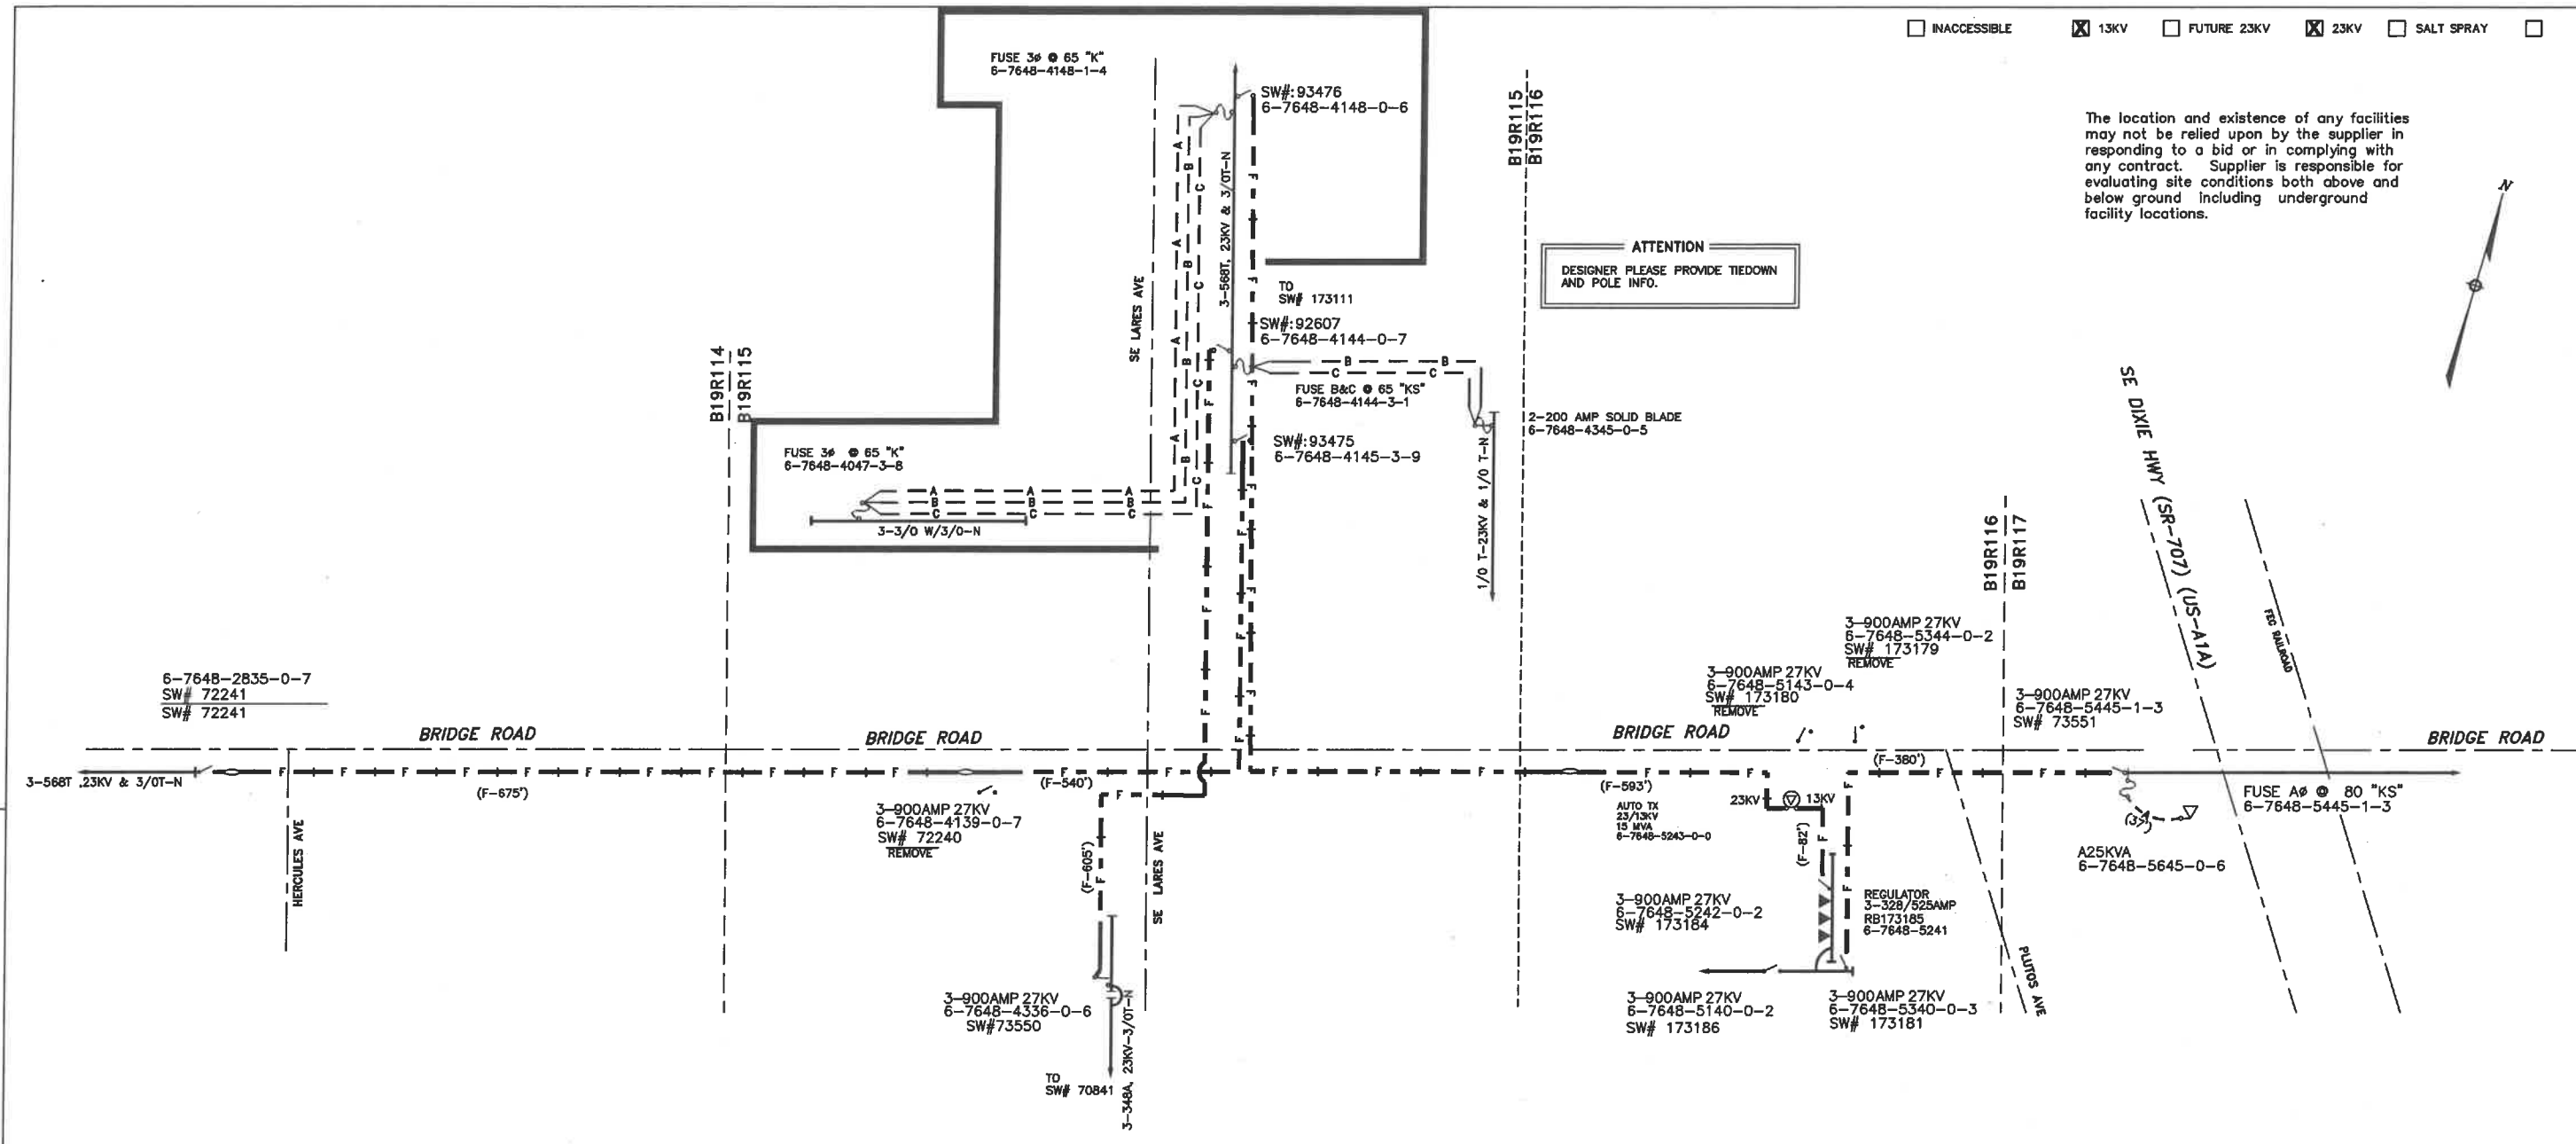 INACCESSIBLE
13KV
FUTURE 23KV
23KV
SALT SPRAY
The location and existence of any facilities
may not be relied upon by the supplier in
responding to a bid or in complying with
any contract. Supplier is responsible for
evaluating site conditions both above and
below ground including underground
facility locations.
N
ATTENTION
DESIGNER PLEASE PROVIDE TIEDOWN
AND POLE INFO.
FUSE 3ø @ 65 "K"
6-7648-4148-1-4
SW#:93476
6-7648-4148-0-6
B19R115
B19R116
3-568T, 23KV & 3/0T-N
SE LARES AVE
TO
SW# 173111
SW#:92607
6-7648-4144-0-7
FUSE B&C @ 65 "KS"
6-7648-4144-3-1
2-200 AMP SOLID BLADE
6-7648-4345-0-5
SW#:93475
6-7648-4145-3-9
1/0 T-23KV & 1/0 T-N
B19R114
B19R115
FUSE 3ø @ 65 "K"
6-7648-4047-3-8
3-3/0 W/3/0-N
SE DIXIE HWY (SR-707) (US-A1A)
FEC RAILROAD
B19R116
B19R117
6-7648-2835-0-7
SW# 72241
SW# 72241
3-900AMP 27KV
6-7648-5344-0-2
SW# 173179
REMOVE
3-900AMP 27KV
6-7648-5143-0-4
SW# 173180
REMOVE
3-900AMP 27KV
6-7648-5445-1-3
SW# 73551
BRIDGE ROAD
BRIDGE ROAD
BRIDGE ROAD
BRIDGE ROAD
3-568T ,23KV & 3/0T-N
(F-675')
(F-540')
(F-593')
(F-380')
3-900AMP 27KV
6-7648-4139-0-7
SW# 72240
REMOVE
23KV
13KV
AUTO TX
23/13KV
15 MVA
6-7648-5243-0-0
(F-82')
FUSE Aø @ 80 "KS"
6-7648-5445-1-3
(35')
A25KVA
6-7648-5645-0-6
HERCULES AVE
(F-605')
SE LARES AVE
3-900AMP 27KV
6-7648-5242-0-2
SW# 173184
REGULATOR
3-328/525AMP
RB173185
6-7648-5241
PLUTOS AVE
3-900AMP 27KV
6-7648-4336-0-6
SW#73550
3-900AMP 27KV
6-7648-5140-0-2
SW# 173186
3-900AMP 27KV
6-7648-5340-0-3
SW# 173181
TO
SW# 70841
3-348A, 23KV-3/0T-N